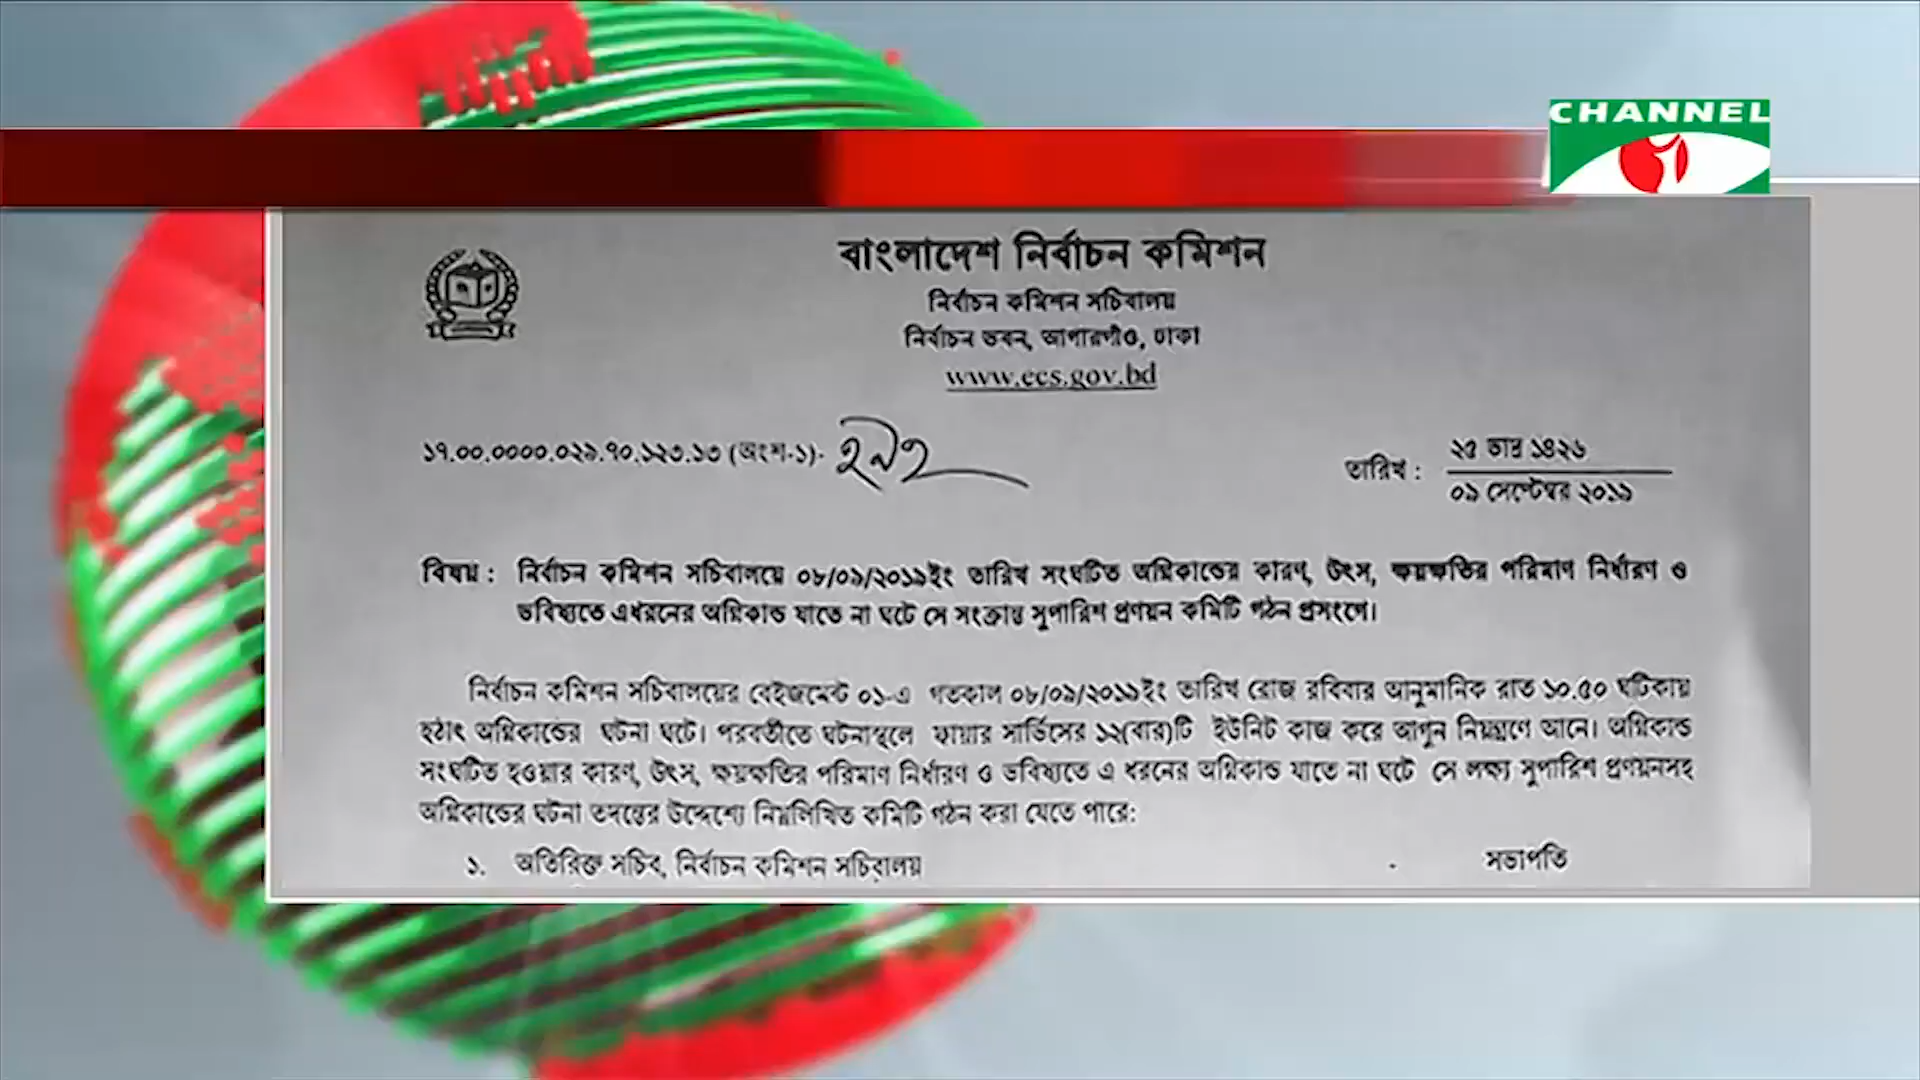 CHANNEL
বাংলাদেশ নির্বাচন কমিশন
নির্বাচন কমিশন সচিবালয়
নির্বাচন ভবন, আগারগাঁও, ঢাকা
www.ecs.gov.bd
১৭.০০.০০০০.০২৯.৭০.১২৩.১৩ (অংশ-১)-
২৫ ভাদ্র ১৪২৬
তারিখ :
০৯ সেপ্টেম্বর ২০১৯
বিষয় : নির্বাচন কমিশন সচিবালয়ে ০৮/০৯/২০১৯ইং তারিখ সংঘটিত অগ্নিকান্ডের কারণ, উৎস, ক্ষয়ক্ষতির পরিমাণ নির্ধারণ ও
ভবিষ্যতে এধরনের অগ্নিকান্ড যাতে না ঘটে সে সংক্রান্ত সুপারিশ প্রণয়ন কমিটি গঠন প্রসংগে।
নির্বাচন কমিশন সচিবালয়ের বেইজমেন্ট ০১-এ গতকাল ০৮/০৯/২০১৯ইং তারিখ রোজ রবিবার আনুমানিক রাত ১০.৫০ ঘটিকায়
হঠাৎ অগ্নিকান্ডের ঘটনা ঘটে। পরবর্তীতে ঘটনাস্থলে ফায়ার সার্ভিসের ১২(বার)টি ইউনিট কাজ করে আগুন নিয়ন্ত্রণে আনে। অগ্নিকান্ড
সংঘটিত হওয়ার কারণ, উৎস, ক্ষয়ক্ষতির পরিমাণ নির্ধারণ ও ভবিষ্যতে এ ধরনের অগ্নিকান্ড যাতে না ঘটে সে লক্ষ্য সুপারিশ প্রণয়নসহ
অগ্নিকান্ডের ঘটনা তদন্তের উদ্দেশ্যে নিম্নলিখিত কমিটি গঠন করা যেতে পারে:
১. অতিরিক্ত সচিব, নির্বাচন কমিশন সচিবালয় সভাপতি